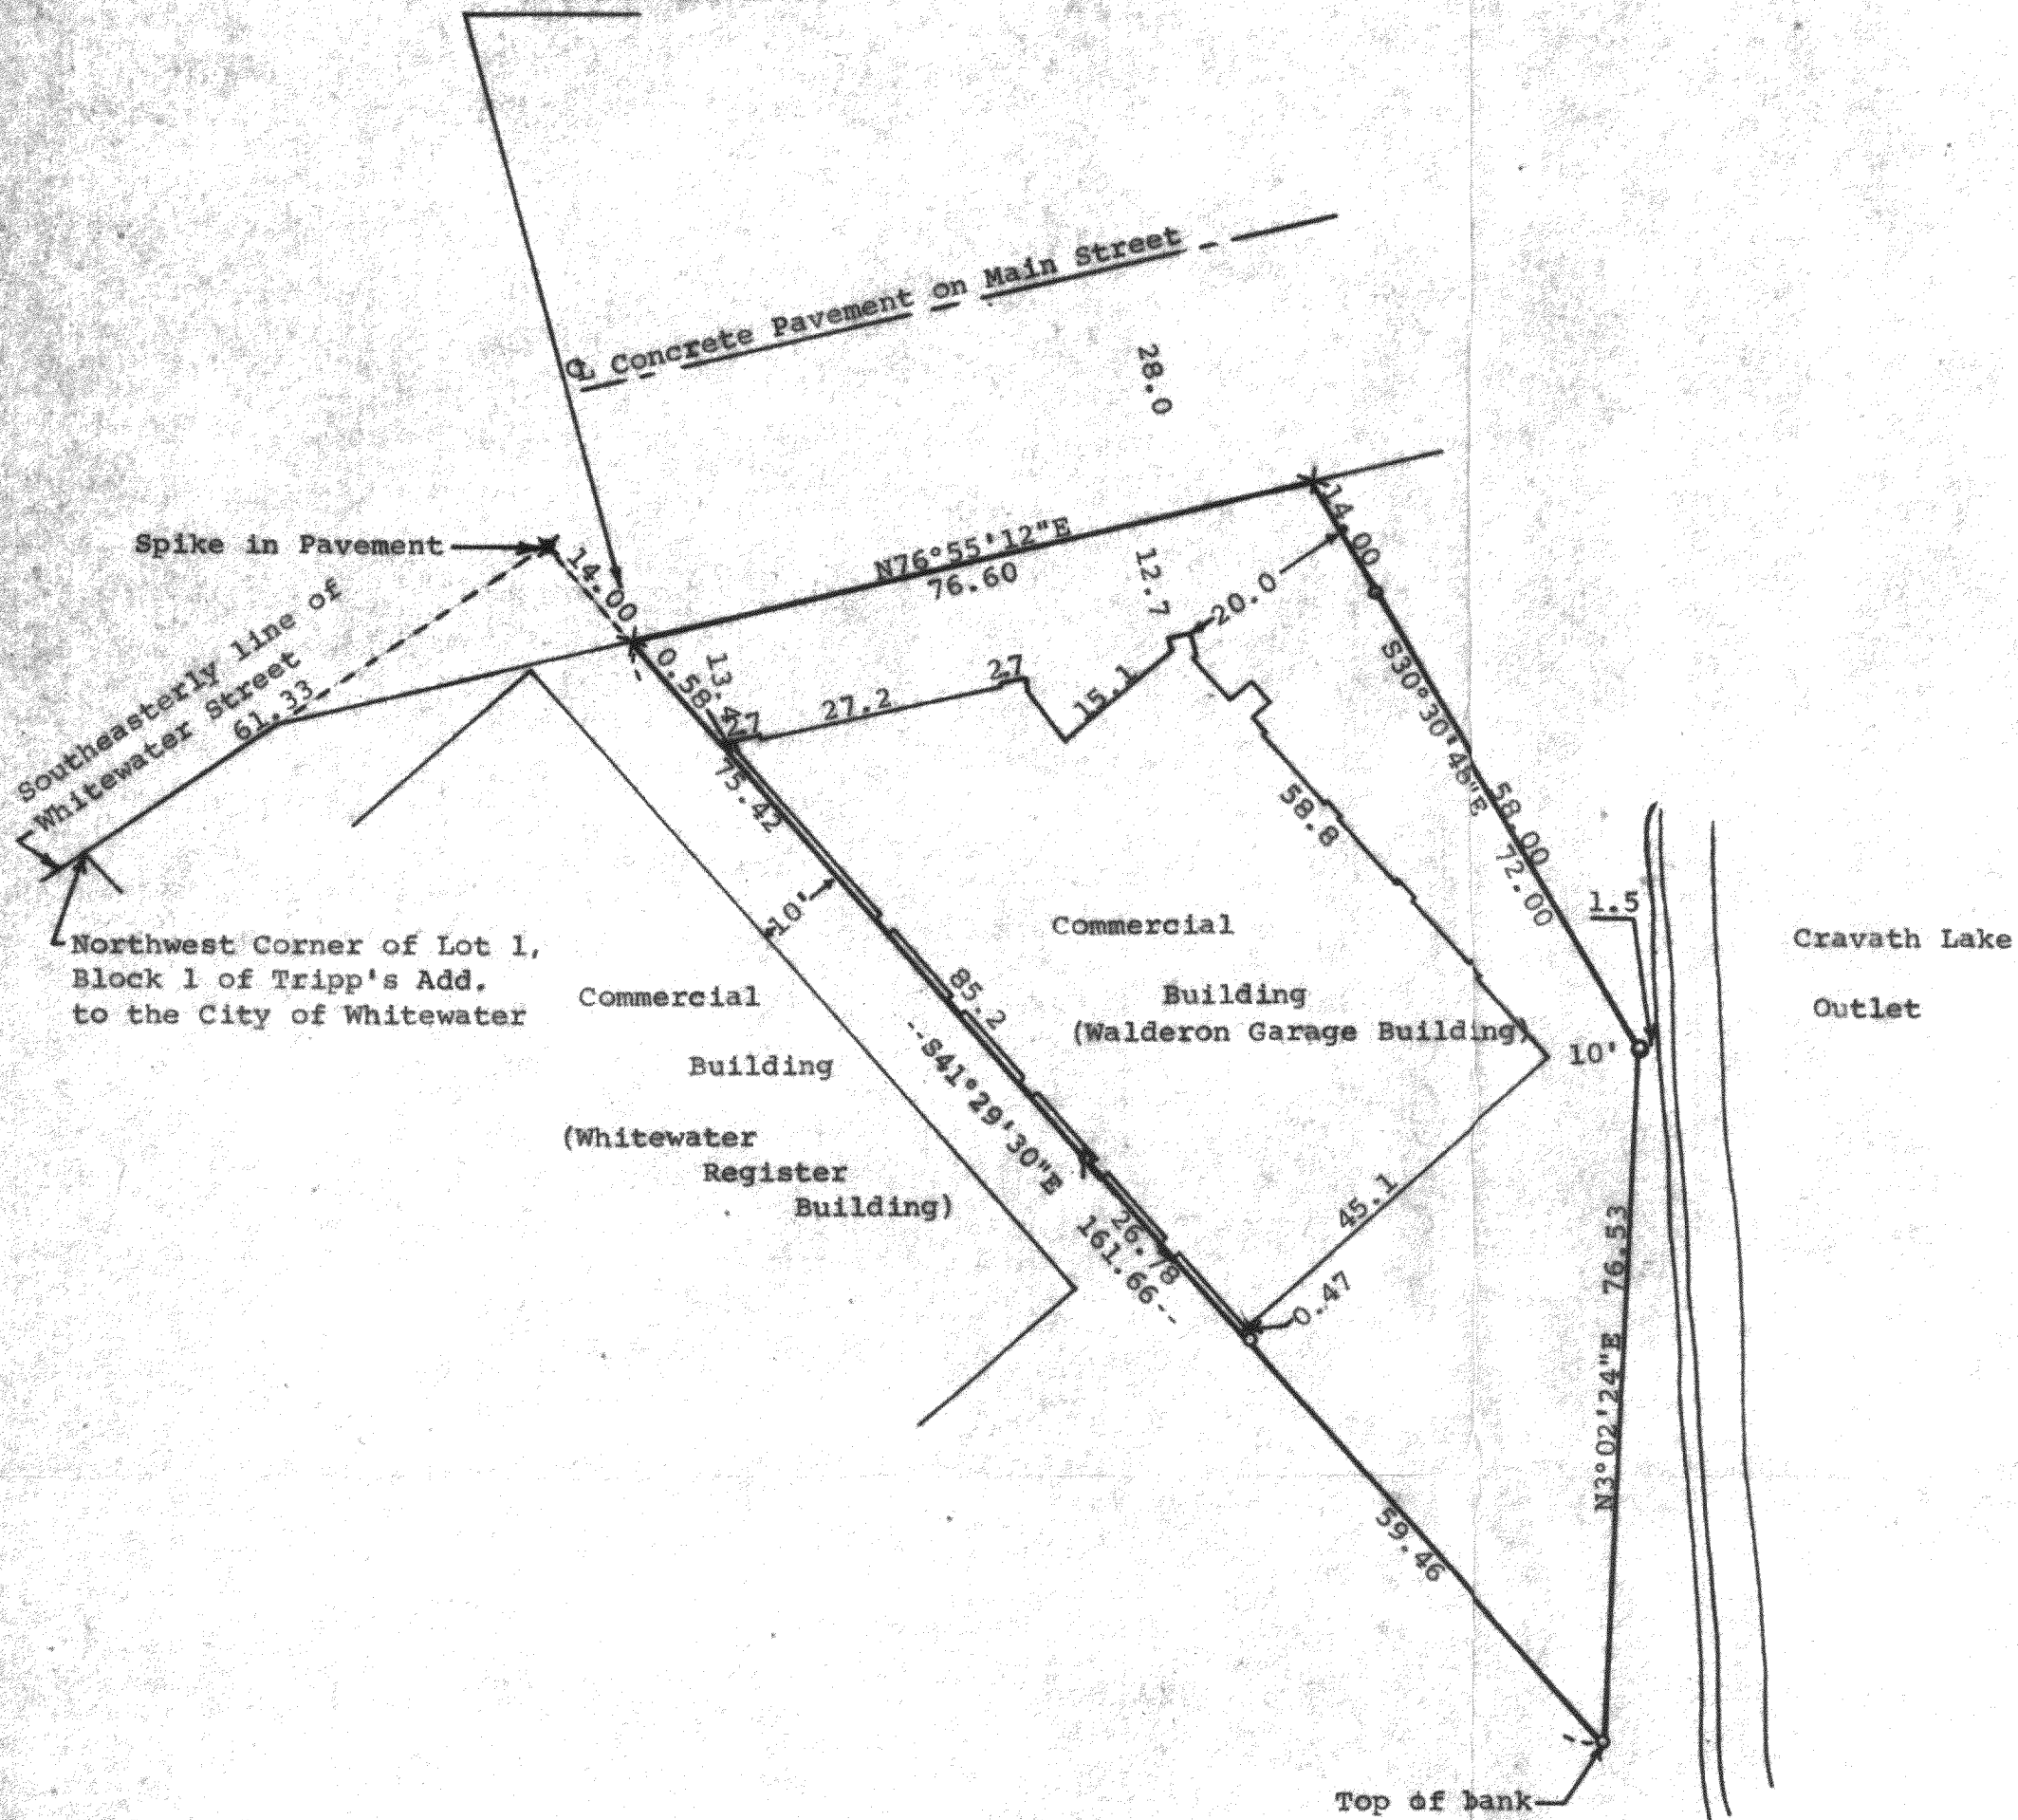 ℄ Concrete Pavement on Main Street
28.0
Spike in Pavement
14.00
N76°55'12"E
76.60
12.7
20.0
14.00
Southeasterly line of
Whitewater Street
61.33
0.58
13.4
27
27.2
27
15.1
S30°30'48"E
58.00
72.00
75.42
58.8
10'
1.5
Northwest Corner of Lot 1,
Block 1 of Tripp's Add.
to the City of Whitewater
Commercial
Building
(Whitewater
Register
Building)
Commercial
Building
(Walderon Garage Building)
10'
Cravath Lake
Outlet
85.2
--S41°29'30"E
161.66--
26.78
45.1
0.47
N3°02'24"E 76.53
59.46
Top of bank